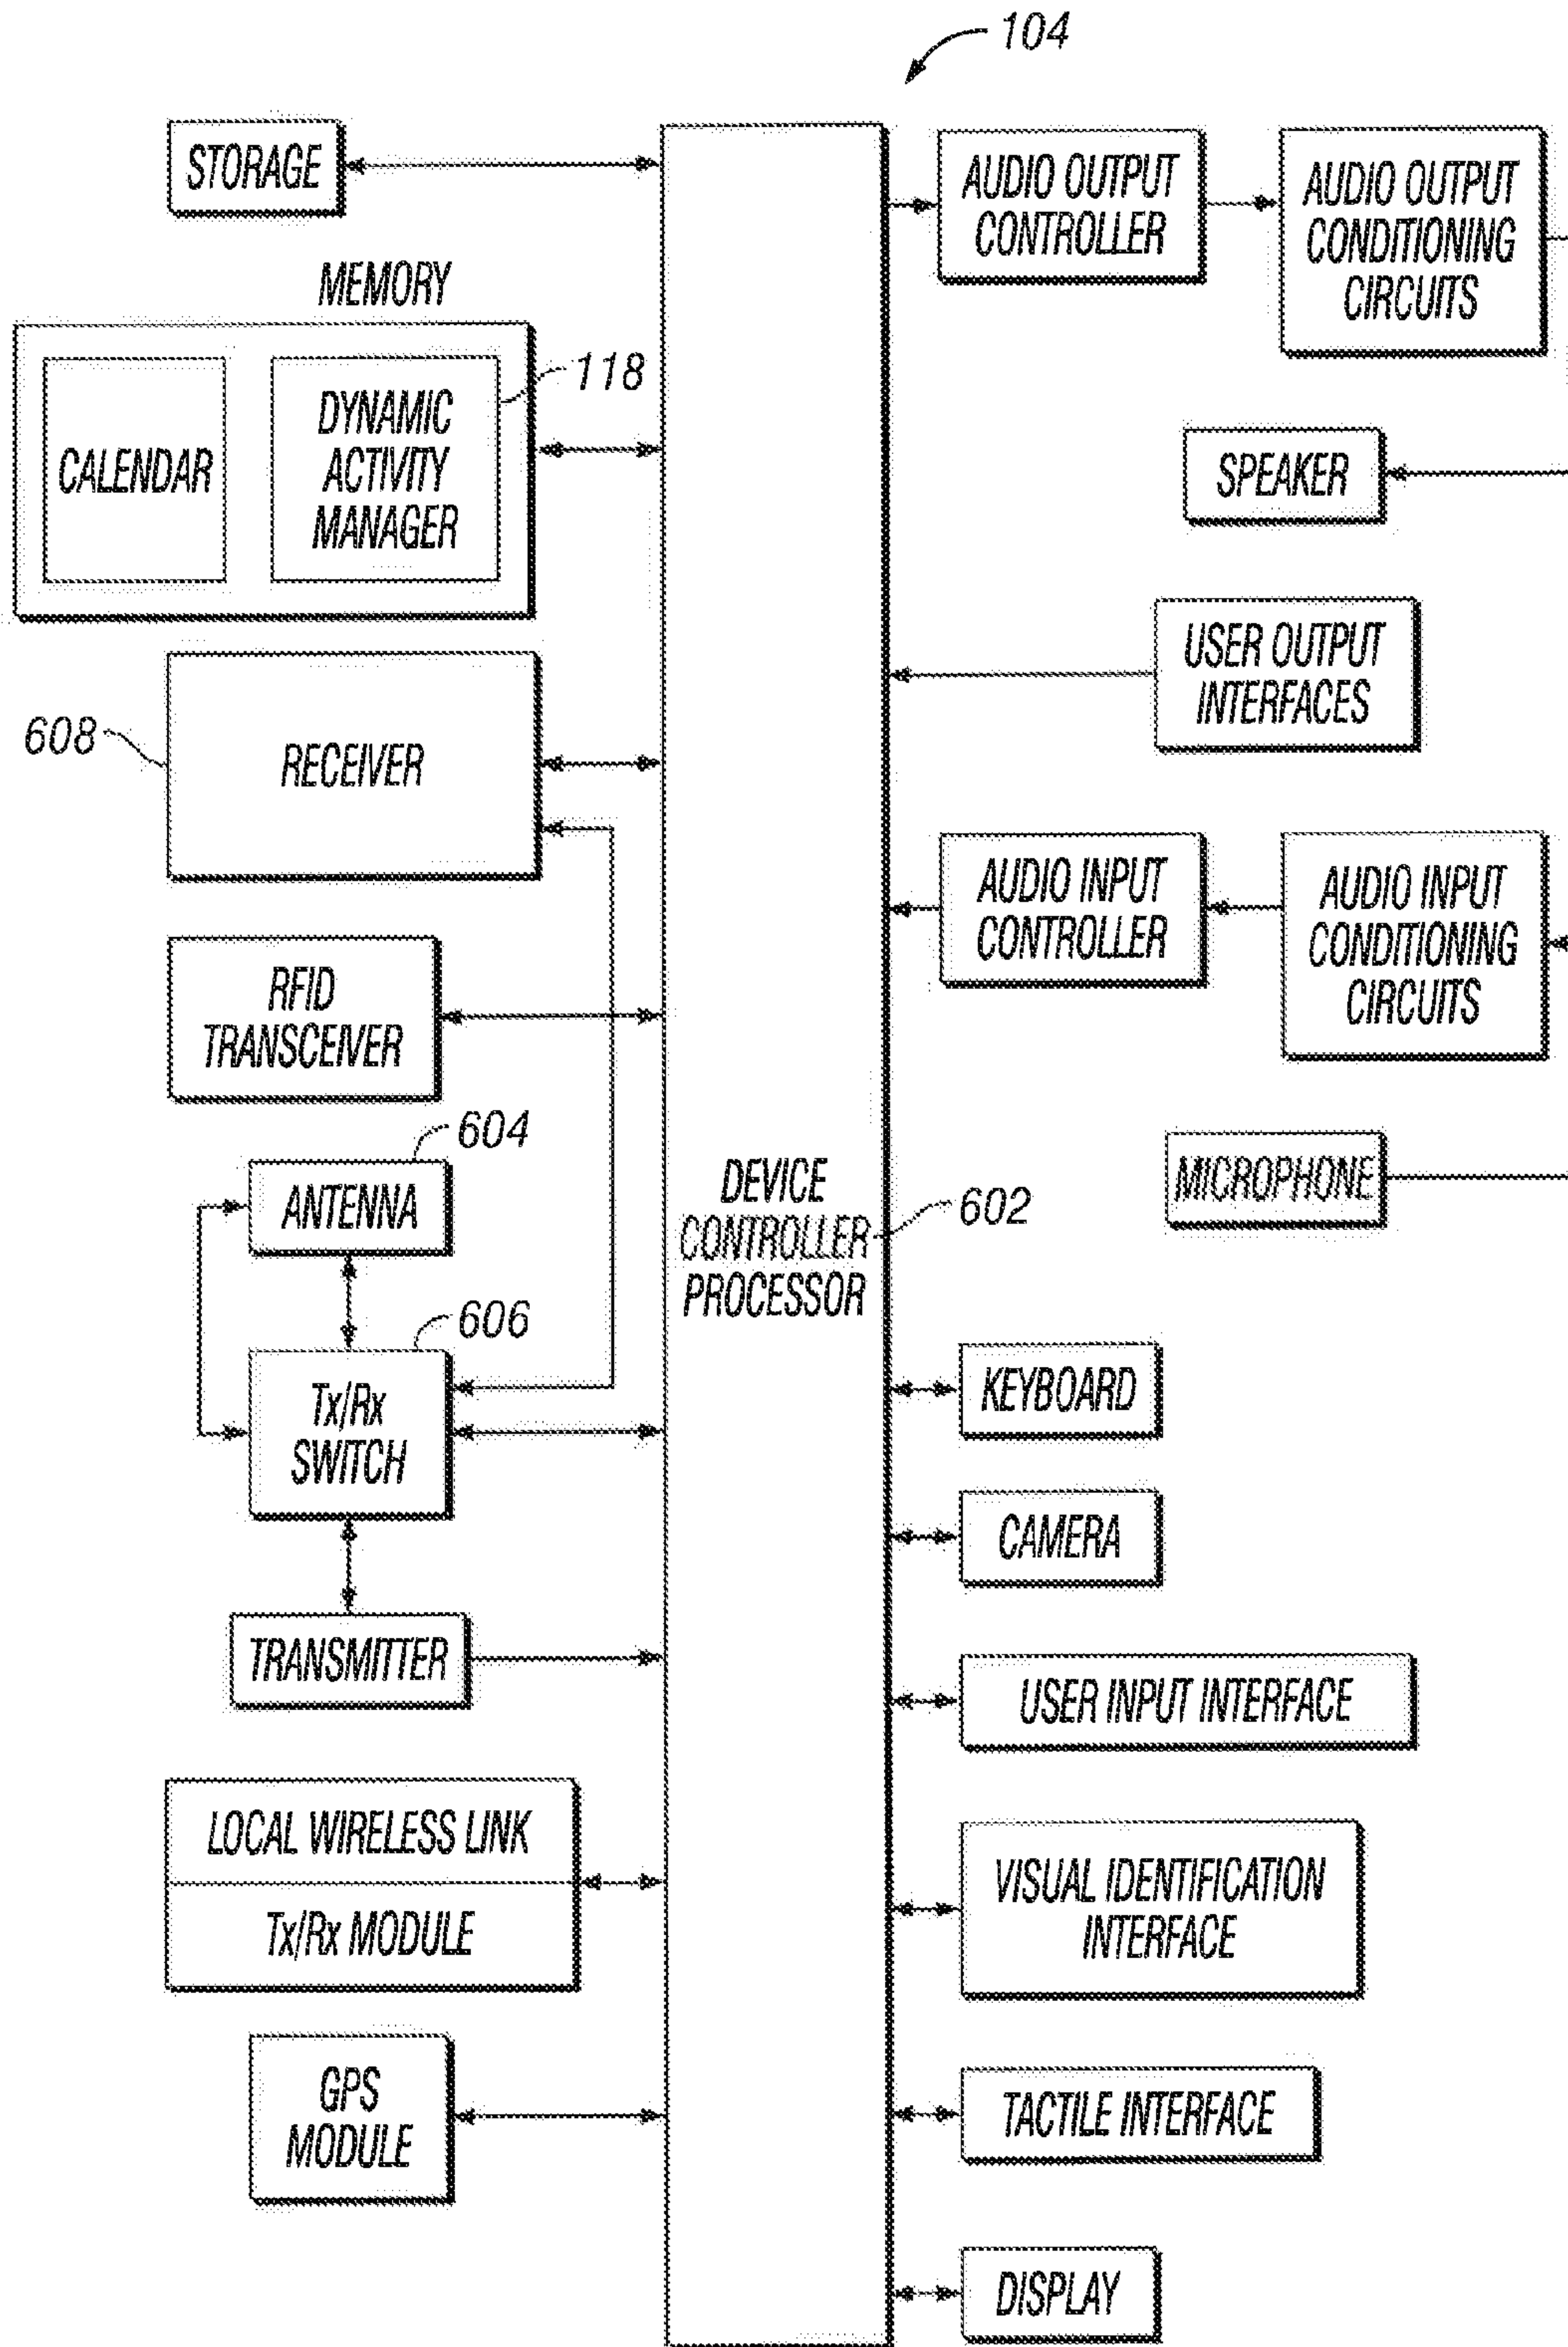 104
STORAGE
MEMORY
CALENDAR
DYNAMIC
ACTIVITY
MANAGER
118
608
RECEIVER
RFID
TRANSCEIVER
604
ANTENNA
606
Tx/Rx
SWITCH
TRANSMITTER
LOCAL WIRELESS LINK
Tx/Rx MODULE
GPS
MODULE
DEVICE
CONTROLLER
PROCESSOR
602
AUDIO OUTPUT
CONTROLLER
AUDIO OUTPUT
CONDITIONING
CIRCUITS
SPEAKER
USER OUTPUT
INTERFACES
AUDIO INPUT
CONTROLLER
AUDIO INPUT
CONDITIONING
CIRCUITS
MICROPHONE
KEYBOARD
CAMERA
USER INPUT INTERFACE
VISUAL IDENTIFICATION
INTERFACE
TACTILE INTERFACE
DISPLAY